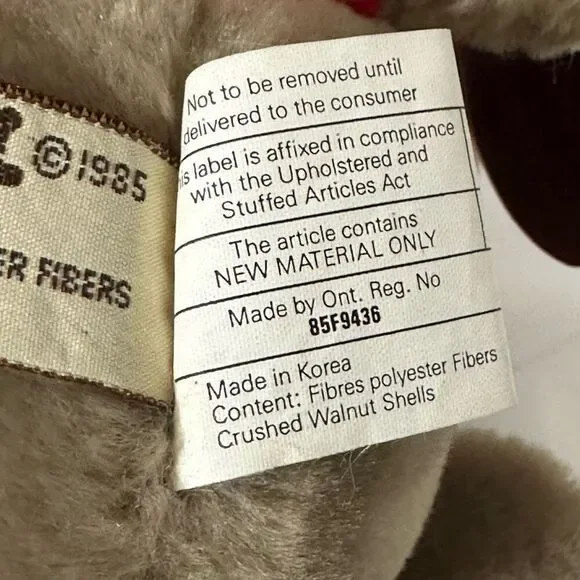 ©1985
FIBERS
Not to be removed until
delivered to the consumer
label is affixed in compliance
with the Upholstered and
Stuffed Articles Act
The article contains
NEW MATERIAL ONLY
Made by Ont. Reg. No
85F9436
Made in Korea
Content: Fibres polyester Fibers
Crushed Walnut Shells